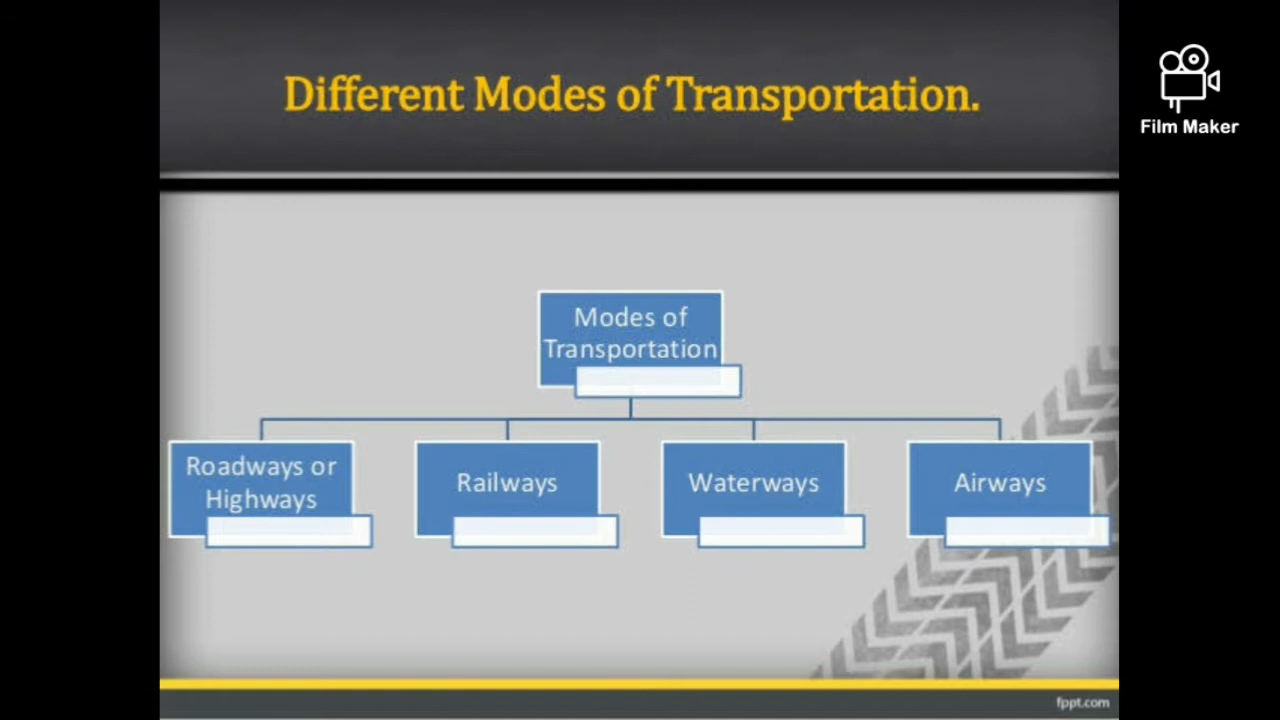 Different Modes of Transportation.
Film Maker
Modes of
Transportation
Roadways or
Highways
Railways
Waterways
Airways
fppt.com